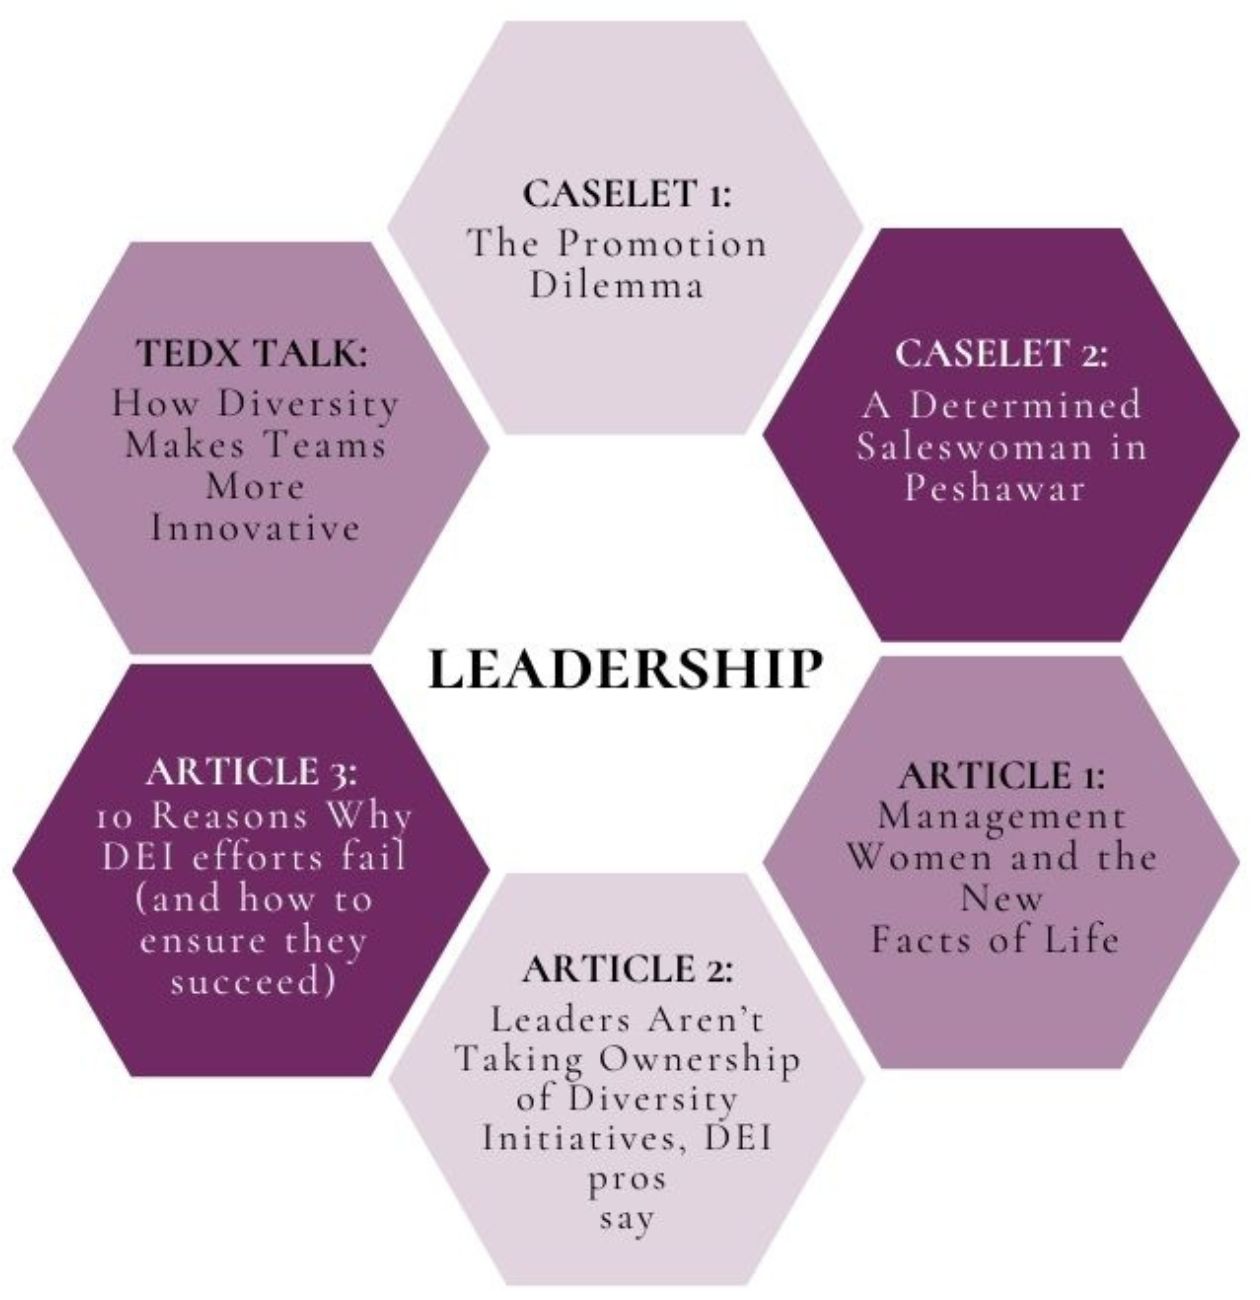 CASELET 1:
The Promotion
Dilemma
CASELET 2:
A Determined
Saleswoman in
Peshawar
ARTICLE 1:
Management
Women and the
New
Facts of Life
ARTICLE 2:
Leaders Aren't
Taking Ownership
of Diversity
Initiatives, DEI
pros
say
ARTICLE 3:
10 Reasons Why
DEI efforts fail
(and how to
ensure they
succeed)
TEDX TALK:
How Diversity
Makes Teams
More
Innovative
LEADERSHIP